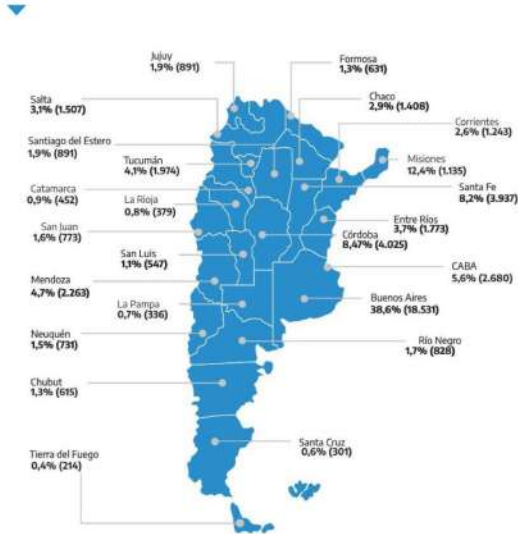 Jujuy
1,9% (891)
Formosa
1,3% (631)
Salta
3,1% (1.507)
Chaco
2,9% (1.408)
Corrientes
2,6% (1.243)
Santiago del Estero
1,9% (891)
Tucumán
4,1% (1.974)
Misiones
12,4% (1.135)
Catamarca
0,9% (452)
La Rioja
0,8% (379)
Santa Fe
8,2% (3.937)
San Juan
1,6% (773)
Entre Ríos
3,7% (1.773)
Córdoba
8,47% (4.025)
San Luis
1,1% (547)
CABA
5,6% (2.680)
Mendoza
4,7% (2.263)
La Pampa
0,7% (336)
Buenos Aires
38,6% (18.531)
Neuquén
1,5% (731)
Río Negro
1,7% (828)
Chubut
1,3% (615)
Santa Cruz
0,6% (301)
Tierra del Fuego
0,4% (214)